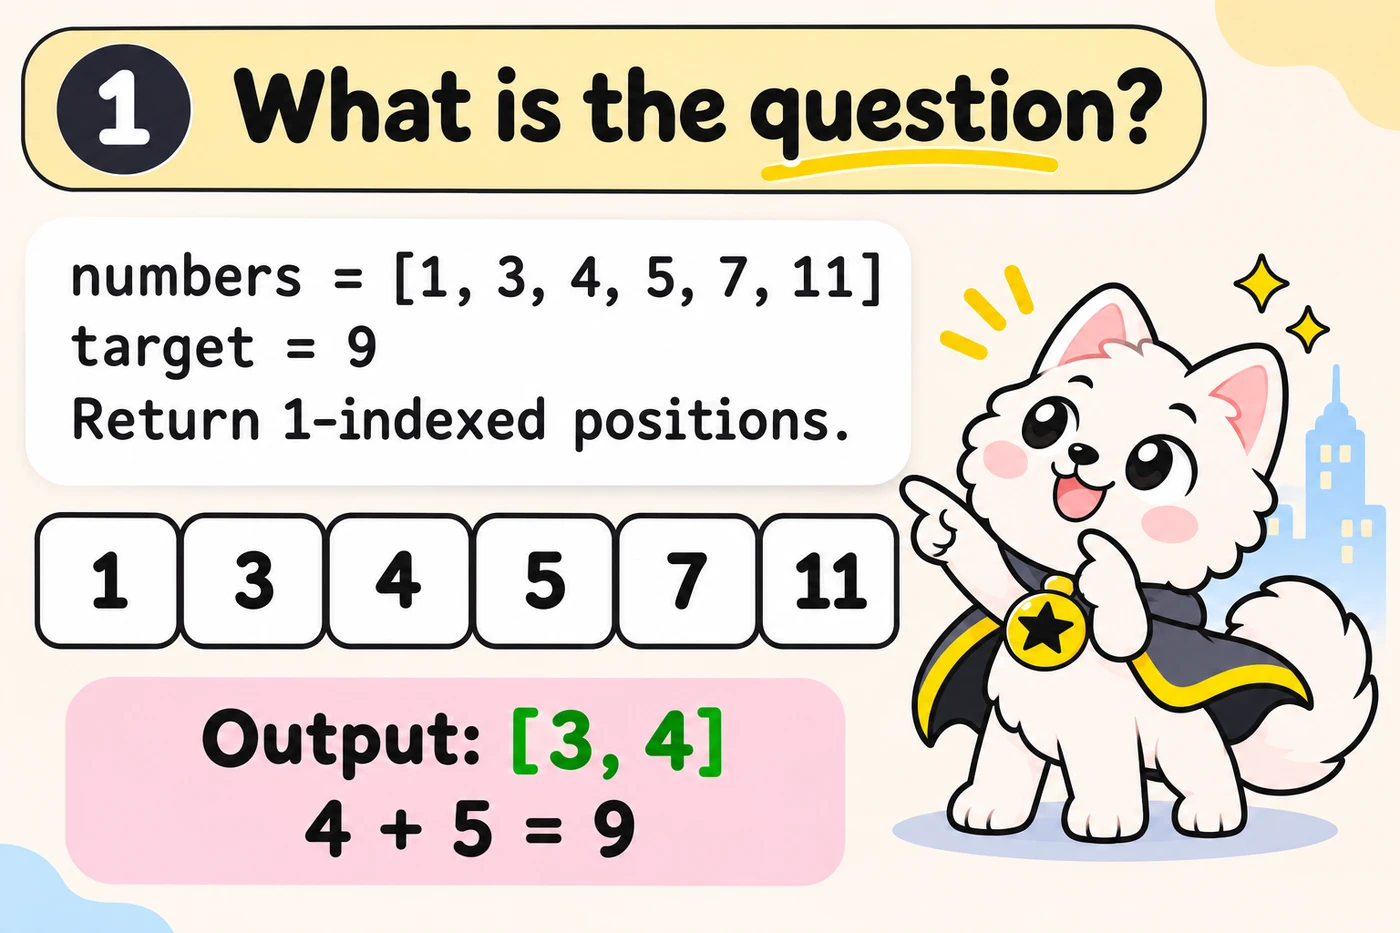 1 What is the question?
numbers = [1, 3, 4, 5, 7, 11]
target = 9
Return 1-indexed positions.
1 3 4 5 7 11
Output: [3, 4]
4 + 5 = 9